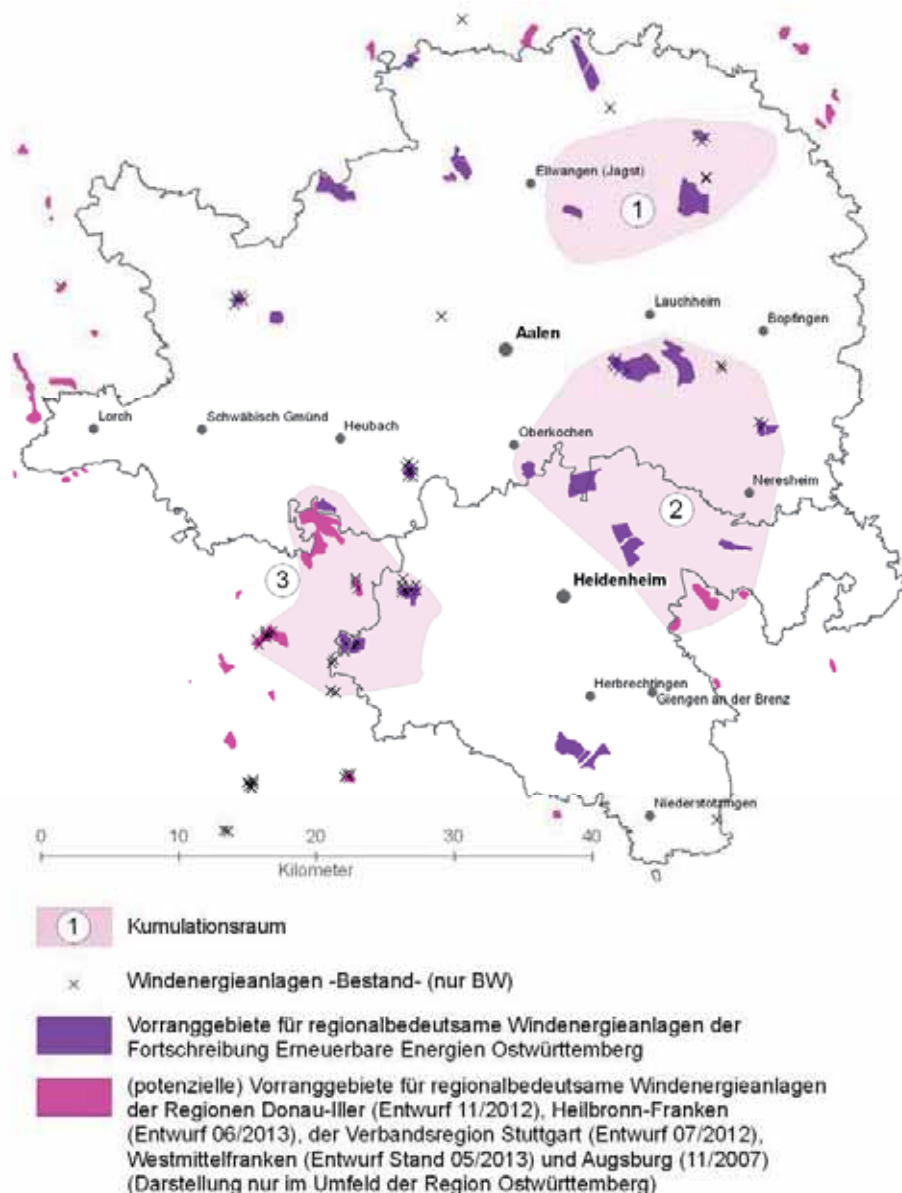 Ellwangen (Jagst)
1
Lauchheim
Bopfingen
Aalen
Lorch
Schwäbisch Gmünd
Heubach
Oberkochen
Neresheim
2
3
Heidenheim
Herbrechtingen
Giengen an der Brenz
Niederstotzingen
0 10 20 30 40
Kilometer
1 Kumulationsraum
× Windenergieanlagen -Bestand- (nur BW)
Vorranggebiete für regionalbedeutsame Windenergieanlagen der
Fortschreibung Erneuerbare Energien Ostwürttemberg
(potenzielle) Vorranggebiete für regionalbedeutsame Windenergieanlagen
der Regionen Donau-Iller (Entwurf 11/2012), Heilbronn-Franken
(Entwurf 06/2013), der Verbandsregion Stuttgart (Entwurf 07/2012),
Westmittelfranken (Entwurf Stand 05/2013) und Augsburg (11/2007)
(Darstellung nur im Umfeld der Region Ostwürttemberg)